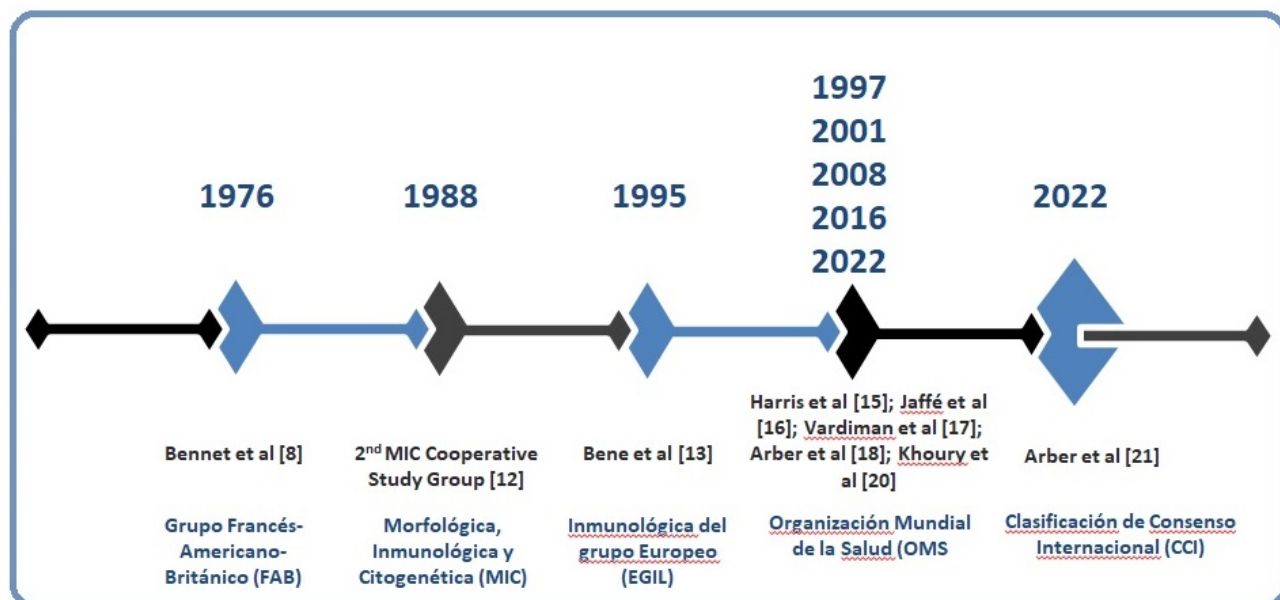 1976
1988
1995
1997
2001
2008
2016
2022
2022
Bennet et al [8]
2nd MIC Cooperative
Study Group [12]
Bene et al [13]
Harris et al [15]; Jaffé et al
[16]; Vardiman et al [17];
Arber et al [18]; Khoury et
al [20]
Arber et al [21]
Grupo Francés-
Americano-
Británico (FAB)
Morfológica,
Inmunológica y
Citogenética (MIC)
Inmunológica del
grupo Europeo
(EGIL)
Organización Mundial
de la Salud (OMS
Clasificación de Consenso
Internacional (CCI)